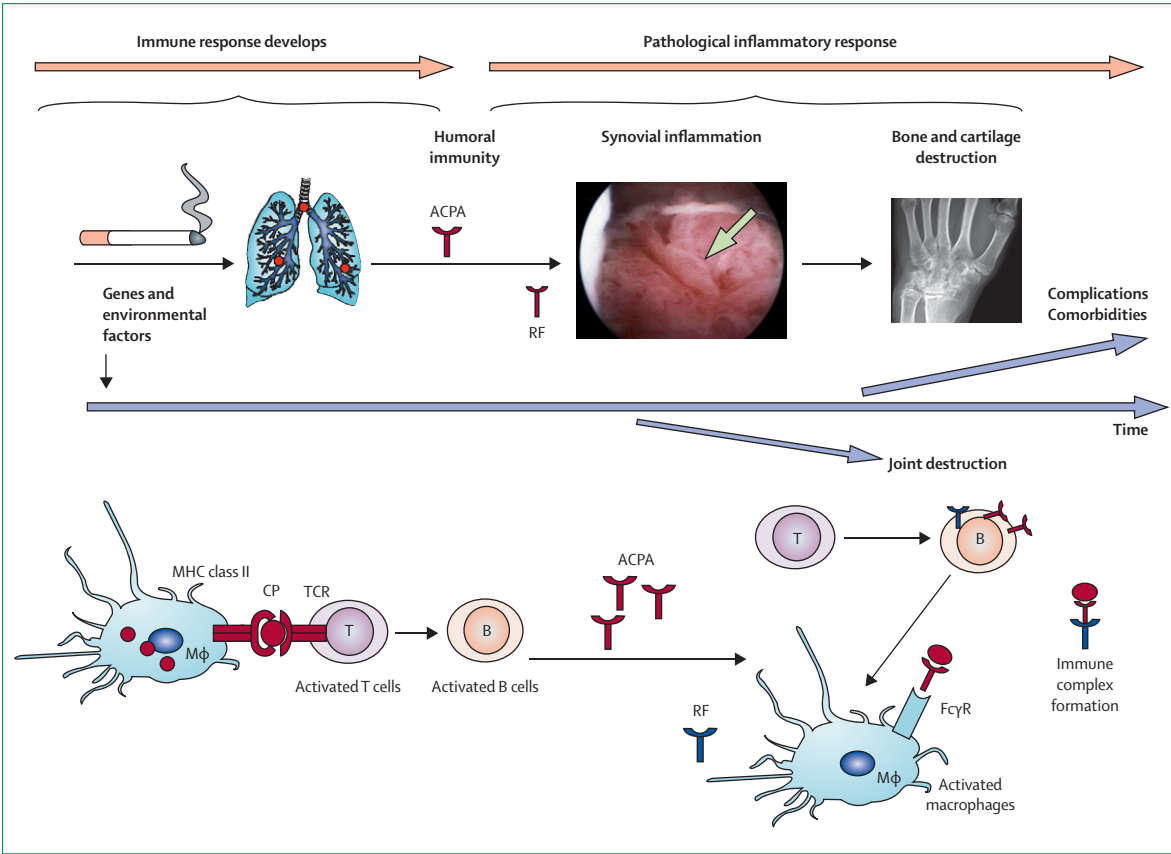 Immune response develops
Pathological inflammatory response
Humoral
immunity
Synovial inflammation
Bone and cartilage
destruction
ACPA
RF
Genes and
environmental
factors
Complications
Comorbidities
Time
Joint destruction
MHC class II
CP
TCR
Mϕ
T
B
Activated T cells
Activated B cells
ACPA
RF
T
B
FcγR
Mϕ
Activated
macrophages
Immune
complex
formation